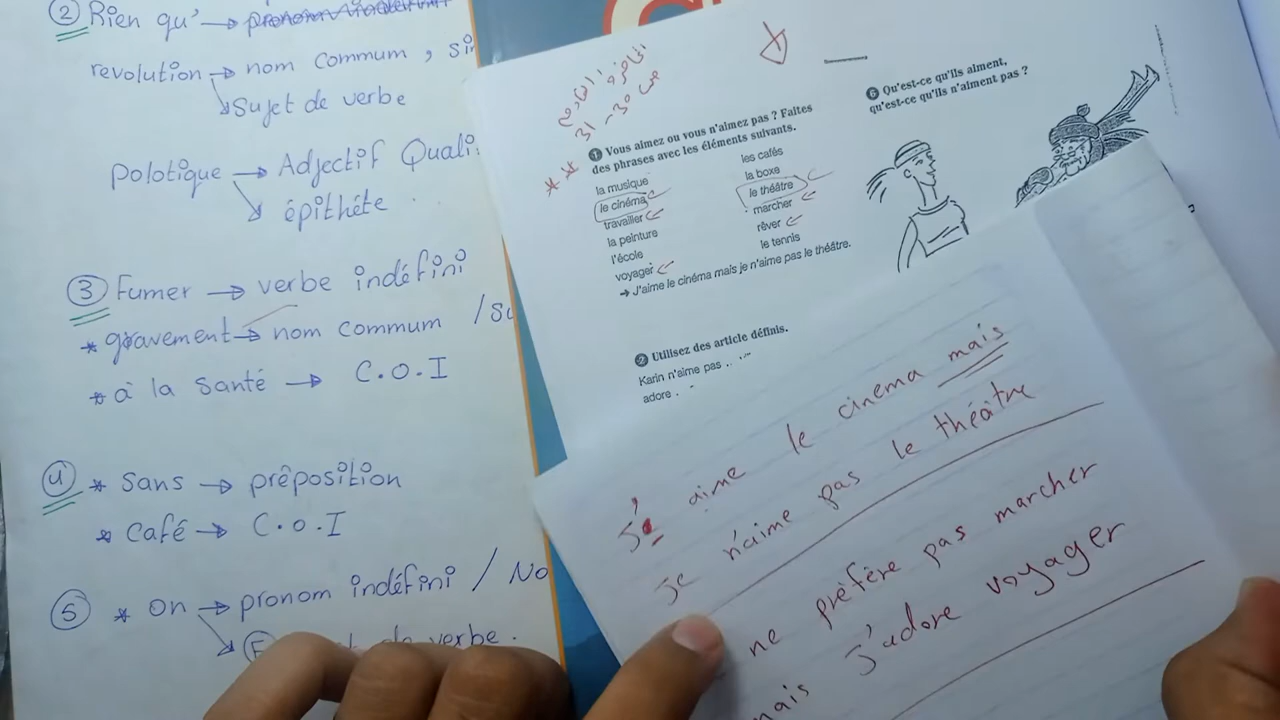 ② Rien qu' → pronom indéfini
revolution → nom commum , si
→ Sujet de verbe
Polotique → Adjectif Quali
↘ épithéte .
③ Fumer → verbe indéfini
* gravement → nom commum / Su
* à la santé → C.O.I
④ * Sans → prêposition
* Café → C.O.I
⑤ * On → pronom indéfini / No
de verbe .
المحاضرة
31 - 30 ص
* *
❶ Vous aimez ou vous n'aimez pas ? Faites
des phrases avec les éléments suivants.
la musique
le cinéma
travailler
la peinture
l'école
voyager
les cafés
la boxe
le théâtre
marcher
rêver
le tennis
→ J'aime le cinéma mais je n'aime pas le théâtre.
❷ Utilisez des article définis.
Karin n'aime pas . . ..
adore .
❻ Qu'est-ce qu'ils aiment,
qu'est-ce qu'ils n'aiment pas ?
J' aime le cinema mais
je n'aime pas le théâtre
ne préfère pas marcher
mais j'adore voyager